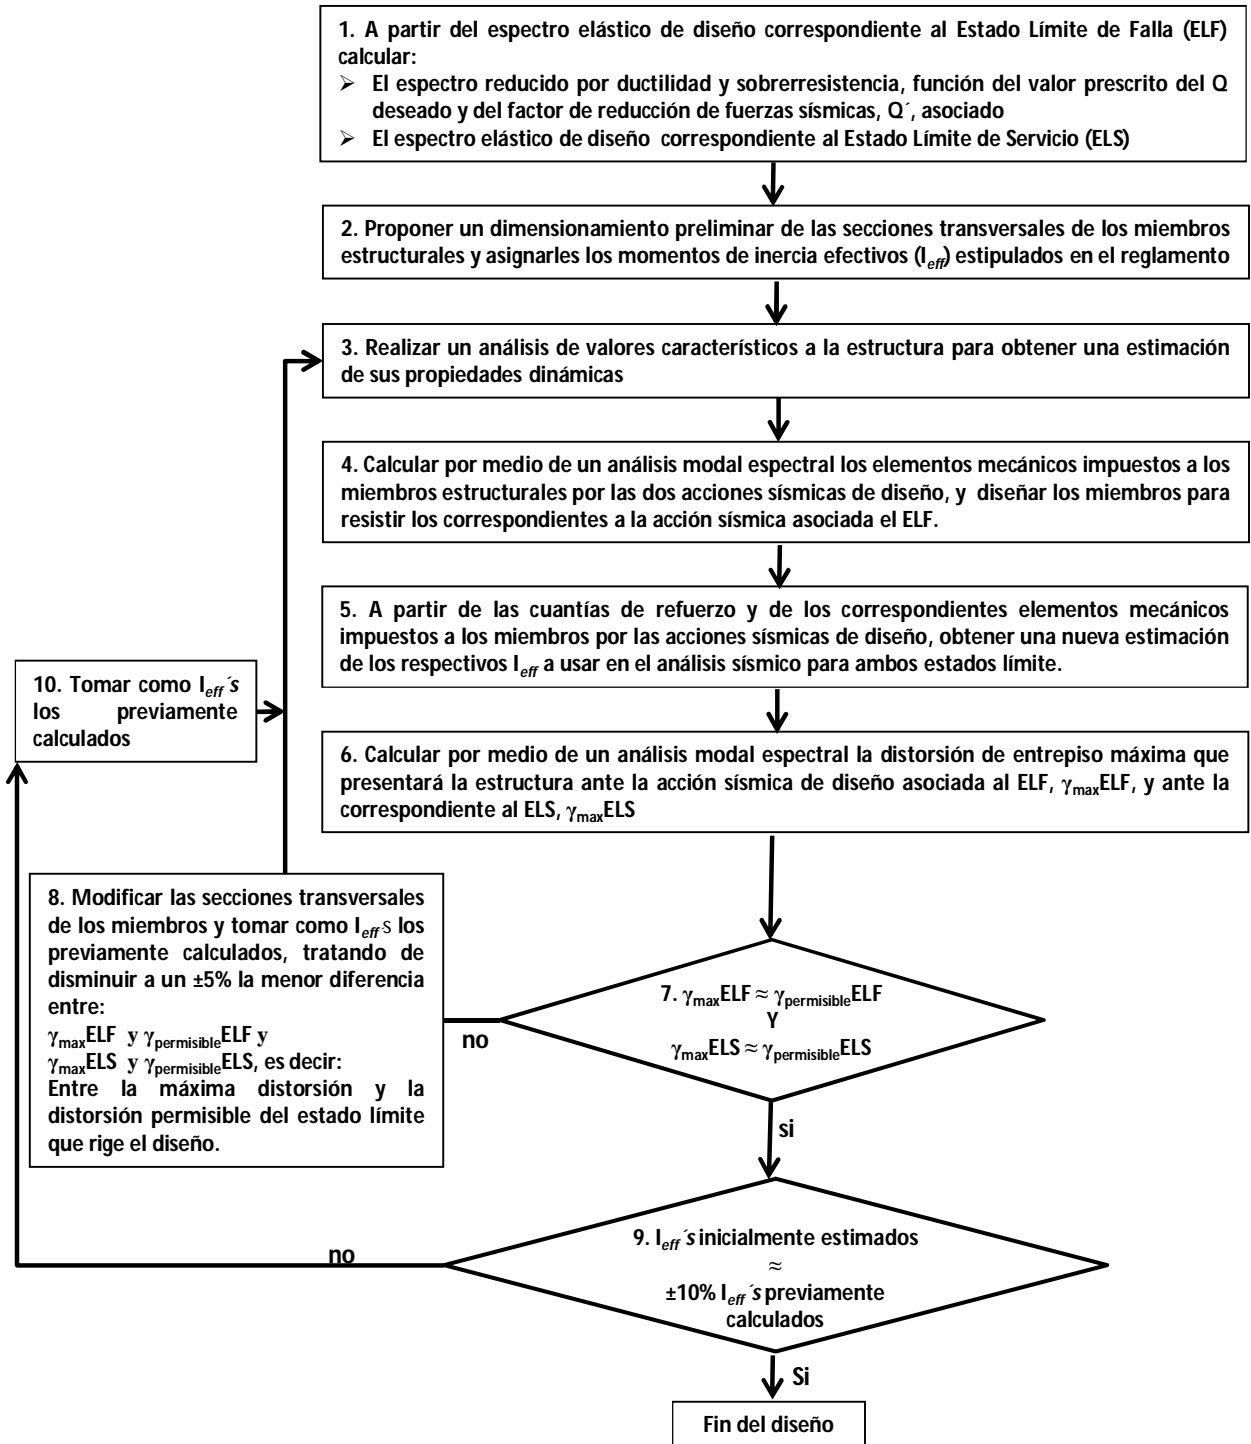 1. A partir del espectro elástico de diseño correspondiente al Estado Límite de Falla (ELF)
calcular:
➢ El espectro reducido por ductilidad y sobrerresistencia, función del valor prescrito del Q
deseado y del factor de reducción de fuerzas sísmicas, Q´, asociado
➢ El espectro elástico de diseño correspondiente al Estado Límite de Servicio (ELS)
2. Proponer un dimensionamiento preliminar de las secciones transversales de los miembros
estructurales y asignarles los momentos de inercia efectivos (Ieff) estipulados en el reglamento
3. Realizar un análisis de valores característicos a la estructura para obtener una estimación
de sus propiedades dinámicas
4. Calcular por medio de un análisis modal espectral los elementos mecánicos impuestos a los
miembros estructurales por las dos acciones sísmicas de diseño, y diseñar los miembros para
resistir los correspondientes a la acción sísmica asociada el ELF.
5. A partir de las cuantías de refuerzo y de los correspondientes elementos mecánicos
impuestos a los miembros por las acciones sísmicas de diseño, obtener una nueva estimación
de los respectivos Ieff a usar en el análisis sísmico para ambos estados límite.
10. Tomar como Ieff´s
los previamente
calculados
6. Calcular por medio de un análisis modal espectral la distorsión de entrepiso máxima que
presentará la estructura ante la acción sísmica de diseño asociada al ELF, γmaxELF, y ante la
correspondiente al ELS, γmaxELS
8. Modificar las secciones transversales
de los miembros y tomar como Ieff´s los
previamente calculados, tratando de
disminuir a un ±5% la menor diferencia
entre:
γmaxELF y γpermisibleELF y
γmaxELS y γpermisibleELS, es decir:
Entre la máxima distorsión y la
distorsión permisible del estado límite
que rige el diseño.
no
7. γmaxELF ≈ γpermisibleELF
Y
γmaxELS ≈ γpermisibleELS
si
no
9. Ieff´s inicialmente estimados
≈
±10% Ieff´s previamente
calculados
Si
Fin del diseño